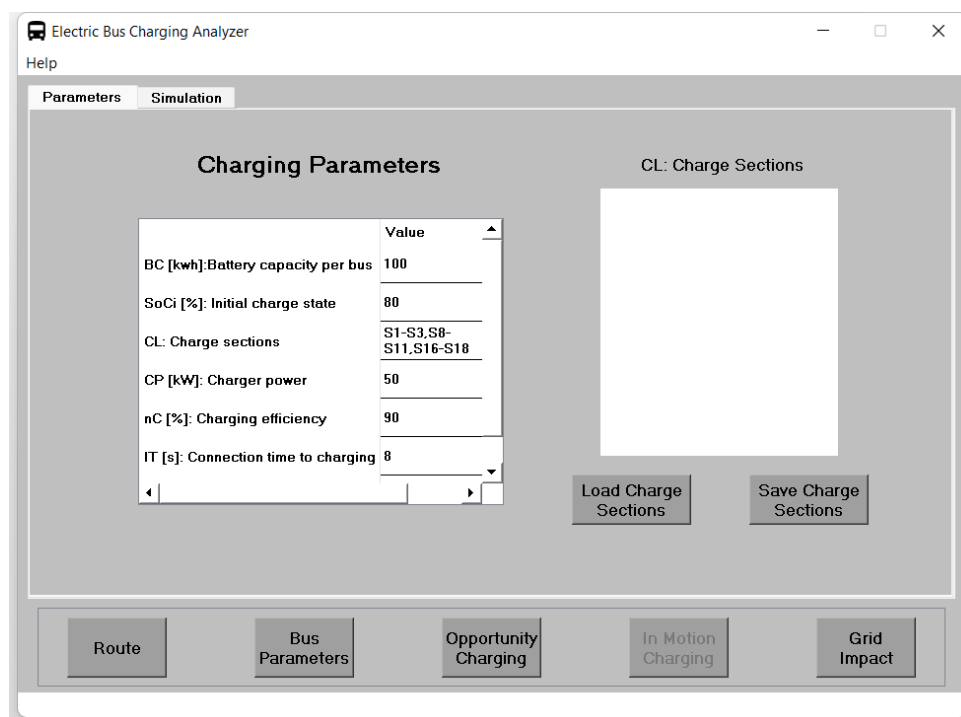 Electric Bus Charging Analyzer
Help
Parameters Simulation
Charging Parameters
CL: Charge Sections
Value
BC [kwh]:Battery capacity per bus 100
SoCi [%]: Initial charge state 80
CL: Charge sections S1-S3,S8-
S11,S16-S18
CP [kW]: Charger power 50
nC [%]: Charging efficiency 90
IT [s]: Connection time to charging 8
Load Charge
Sections
Save Charge
Sections
Route
Bus
Parameters
Opportunity
Charging
In Motion
Charging
Grid
Impact